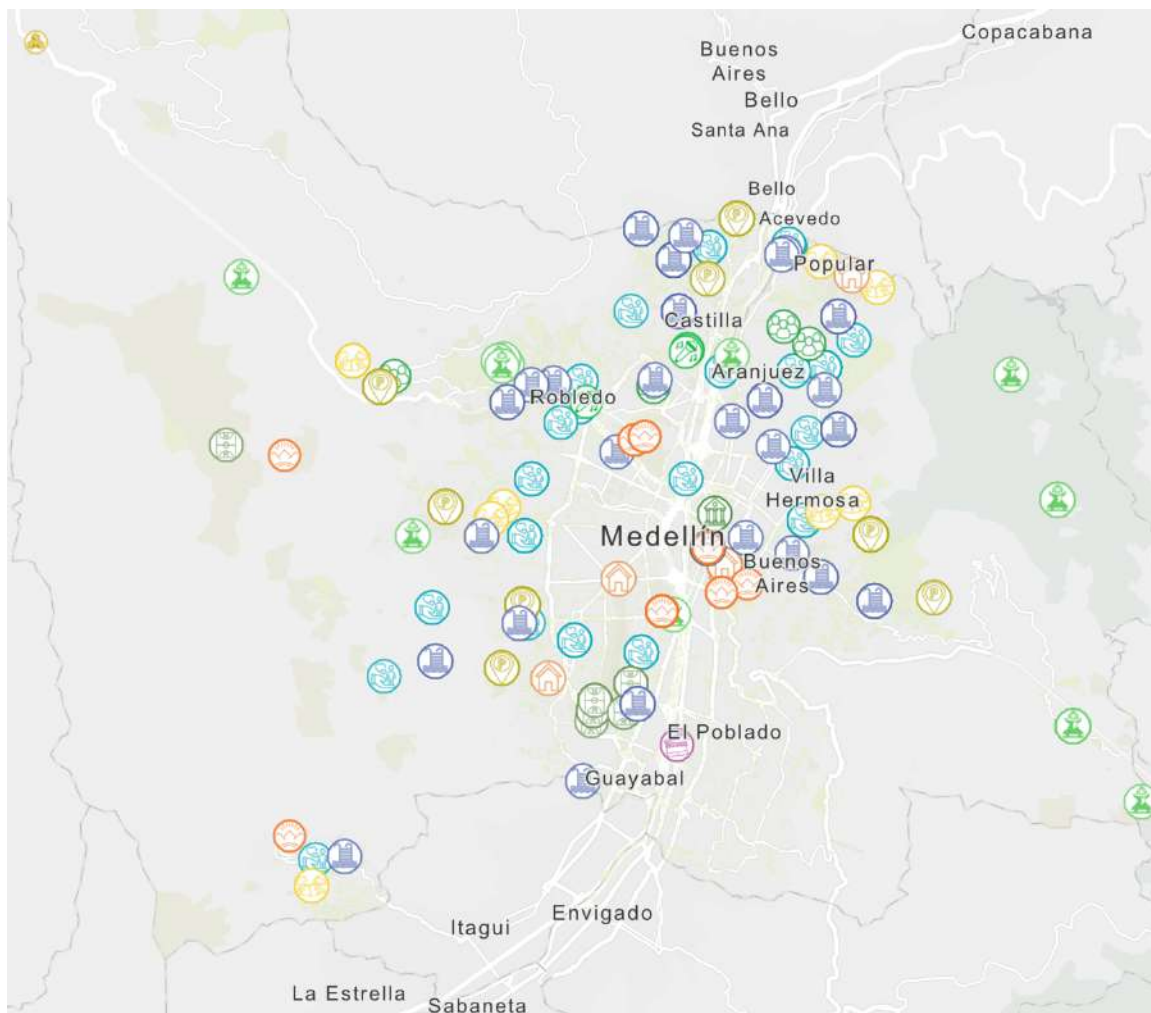 Copacabana
Buenos
Aires
Bello
Santa Ana
Bello
Acevedo
Popular
Castilla
Aranjuez
Robledo
Villa
Hermosa
Medellín
Buenos
Aires
El Poblado
Guayabal
Envigado
Itagui
La Estrella
Sabaneta